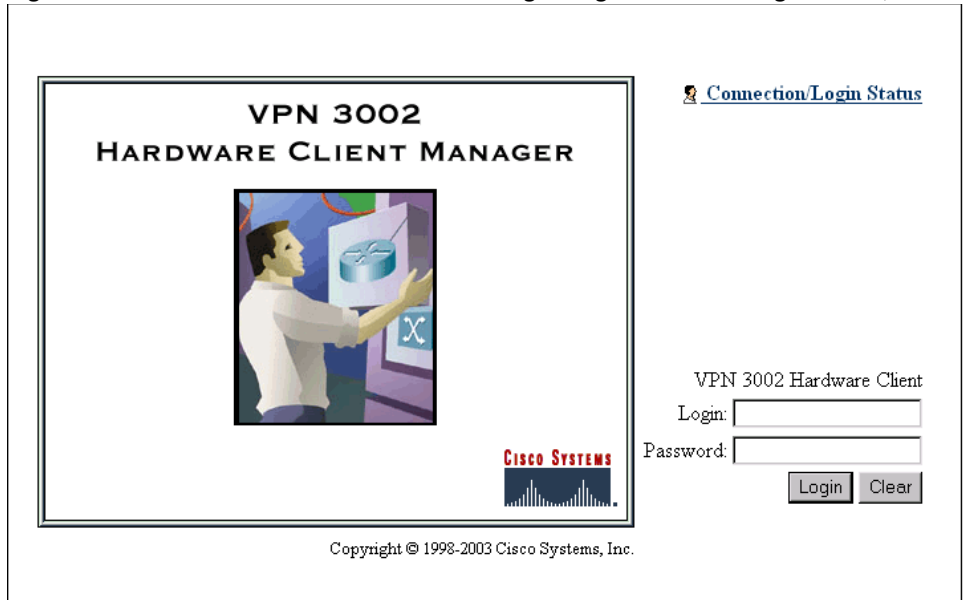 VPN 3002
HARDWARE CLIENT MANAGER
CISCO SYSTEMS
Connection/Login Status
VPN 3002 Hardware Client
Login:
Password:
Login Clear
Copyright © 1998-2003 Cisco Systems, Inc.